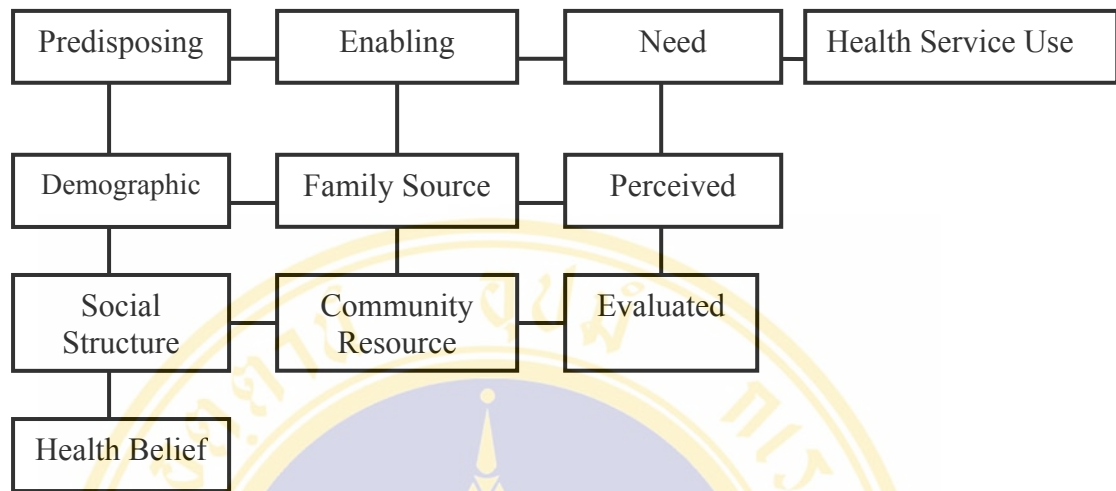 Predisposing
Enabling
Need
Health Service Use
Demographic
Family Source
Perceived
Social
Structure
Community
Resource
Evaluated
Health Belief